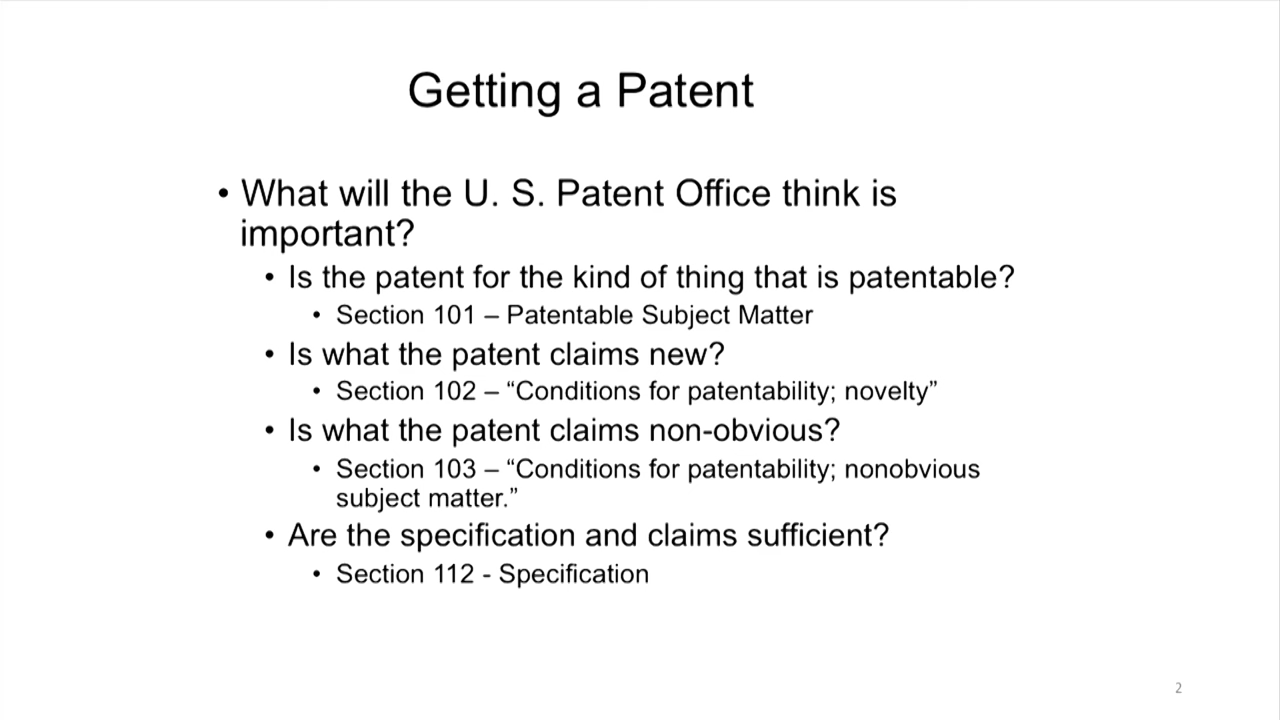 Getting a Patent
• What will the U. S. Patent Office think is
important?
• Is the patent for the kind of thing that is patentable?
• Section 101 – Patentable Subject Matter
• Is what the patent claims new?
• Section 102 – “Conditions for patentability; novelty”
• Is what the patent claims non-obvious?
• Section 103 – “Conditions for patentability; nonobvious
subject matter.”
• Are the specification and claims sufficient?
• Section 112 - Specification
2